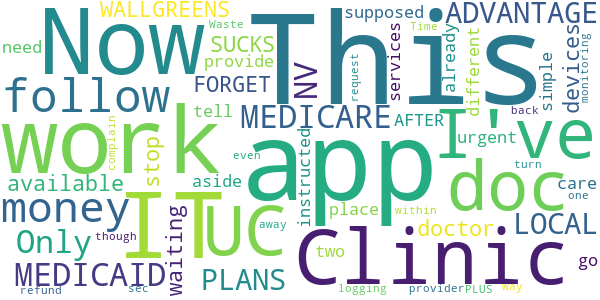 WALLGREENS
Waste
supposed
ADVANTAGE
Now
This
need
SUCKS
Time
provide
request
services
already
different
simple
devices
monitoring
follow
FORGET
NV
MEDICARE
AFTER
I've
tell
back
work
app
urgent
complain
stop
instructed
even
turn
available
aside
doc
care
one
money
IT
UC
place
within
doctor
LOCAL
Only
though
waiting
away
two
Clinic
go
MEDICAID
PLANS
logging
provider
PLUS
way
refund
sec